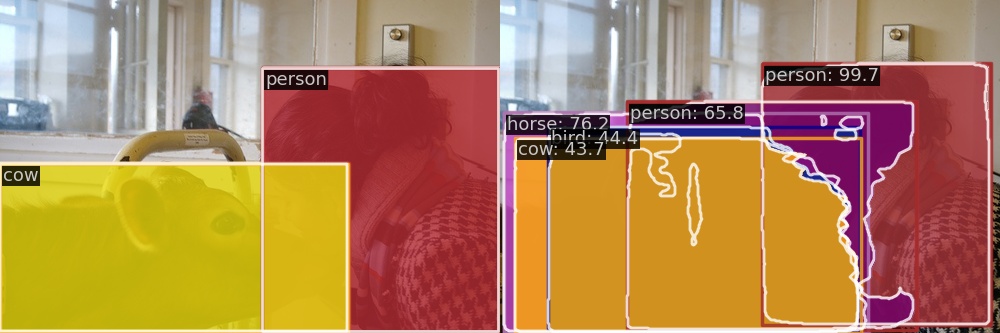 person
cow
person: 99.7
person: 65.8
horse: 76.2
bird: 44.4
cow: 43.7